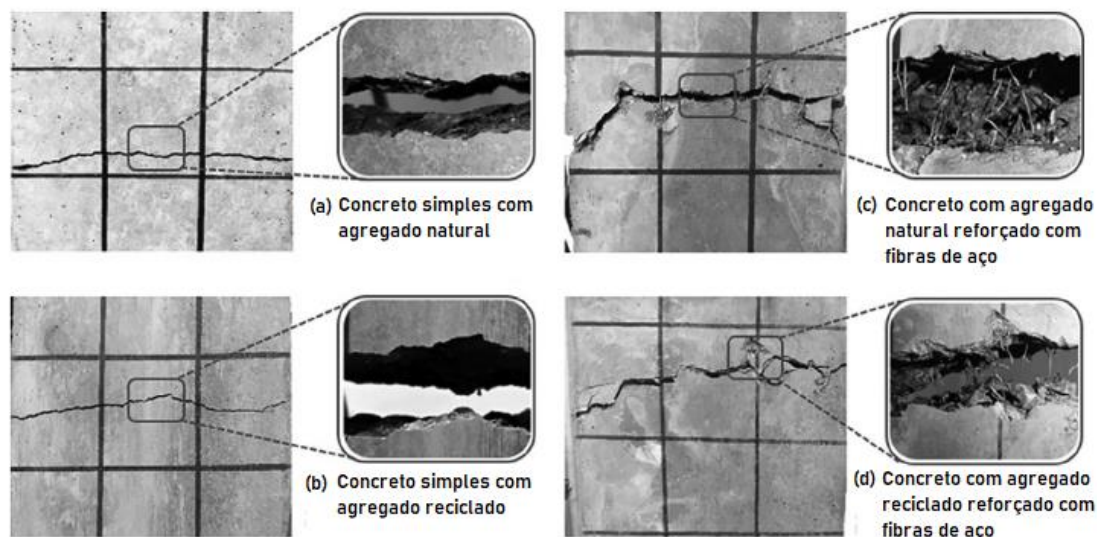 (a) Concreto simples com
agregado natural
(c) Concreto com agregado
natural reforçado com
fibras de aço
(b) Concreto simples com
agregado reciclado
(d) Concreto com agregado
reciclado reforçado com
fibras de aco